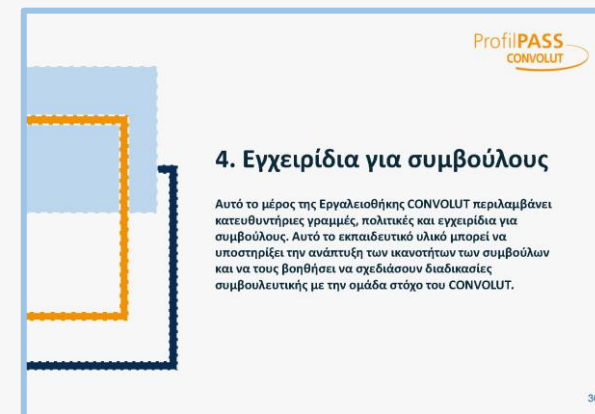 ProfilPASS
CONVOLUT
4. Εγχειρίδια για συμβούλους
Αυτό το μέρος της Εργαλειοθήκης CONVOLUT περιλαμβάνει
κατευθυντήριες γραμμές, πολιτικές και εγχειρίδια για
συμβούλους. Αυτό το εκπαιδευτικό υλικό μπορεί να
υποστηρίξει την ανάπτυξη των ικανοτήτων των συμβούλων
και να τους βοηθήσει να σχεδιάσουν διαδικασίες
συμβουλευτικής με την ομάδα στόχο του CONVOLUT.